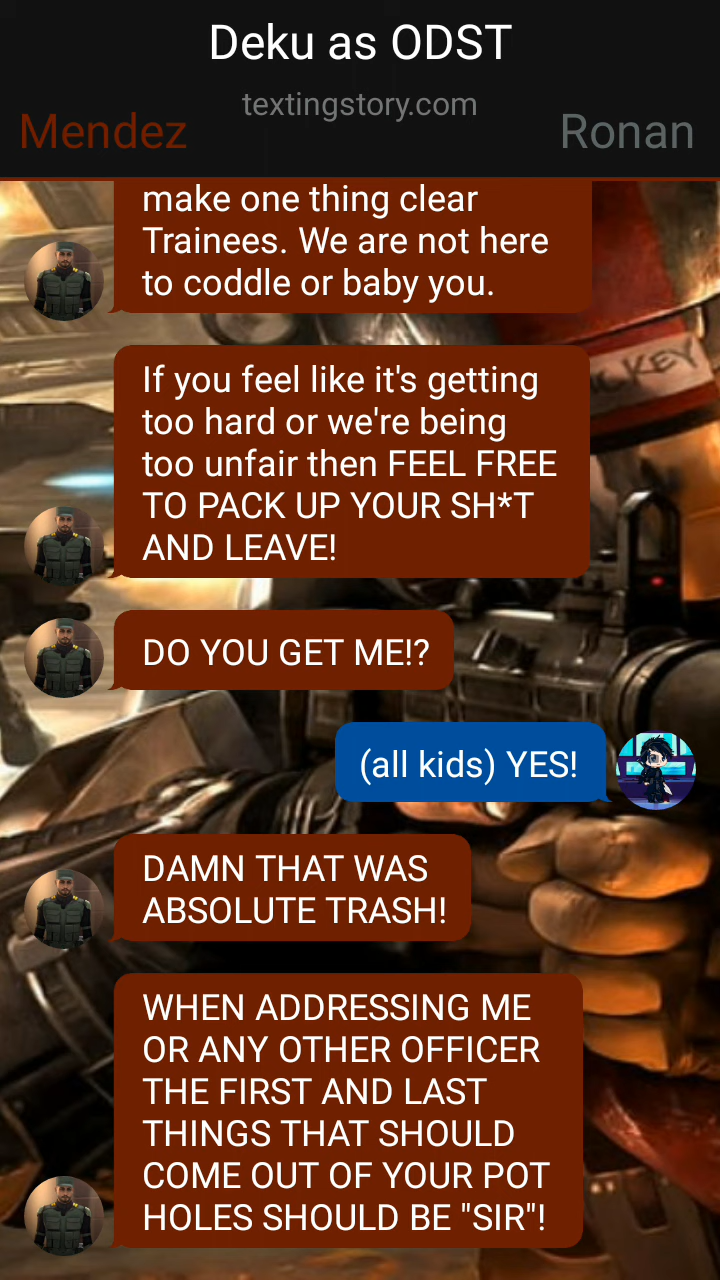 Deku as ODST
textingstory.com
Mendez
Ronan
make one thing clear
Trainees. We are not here
to coddle or baby you.
If you feel like it's getting
too hard or we're being
too unfair then FEEL FREE
TO PACK UP YOUR SH*T
AND LEAVE!
DO YOU GET ME!?
(all kids) YES!
DAMN THAT WAS
ABSOLUTE TRASH!
WHEN ADDRESSING ME
OR ANY OTHER OFFICER
THE FIRST AND LAST
THINGS THAT SHOULD
COME OUT OF YOUR POT
HOLES SHOULD BE "SIR"!